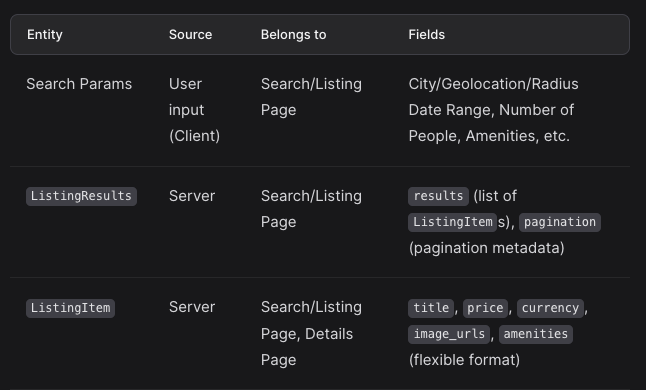 Entity Source Belongs to Fields
Search Params User Search/Listing City/Geolocation/Radius
input Page Date Range, Number of
(Client) People, Amenities, etc.
ListingResults Server Search/Listing results (list of
Page ListingItems), pagination
(pagination metadata)
ListingItem Server Search/Listing title, price, currency,
Page, Details image_urls, amenities
Page (flexible format)